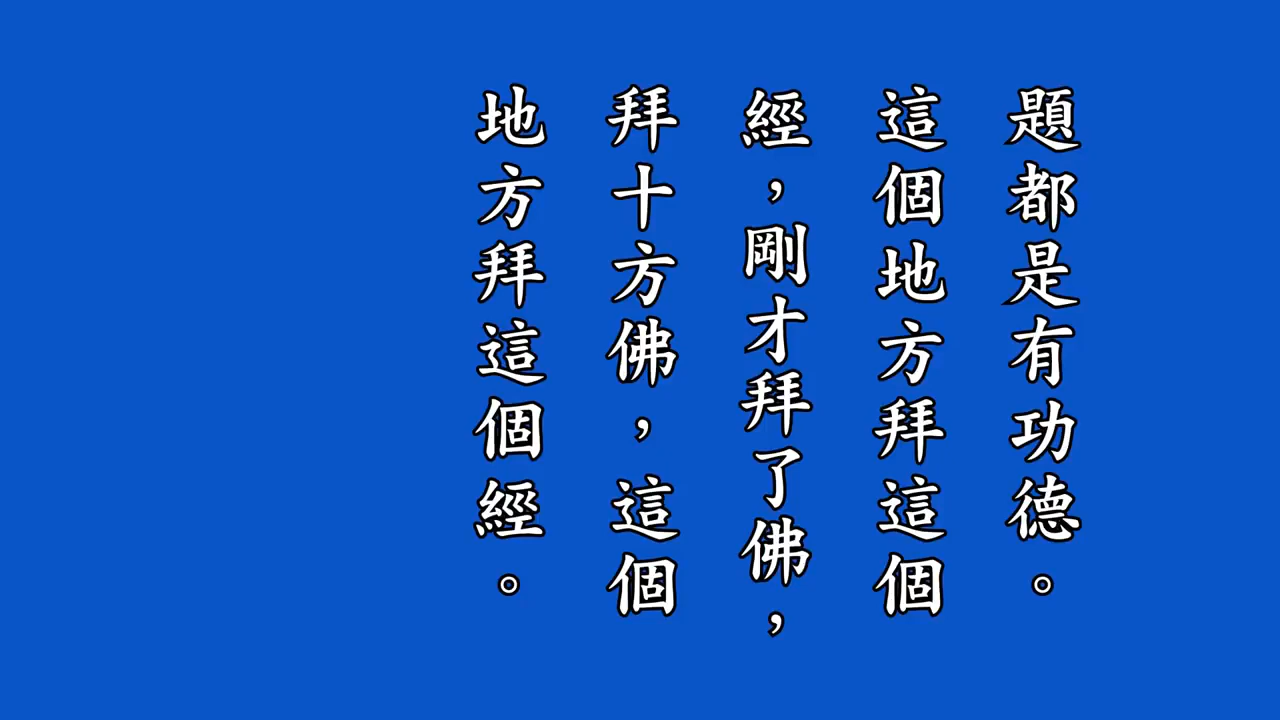 題都是有功德。
這個地方拜這個
經，剛才拜了佛，
拜十方佛，這個
地方拜這個經。